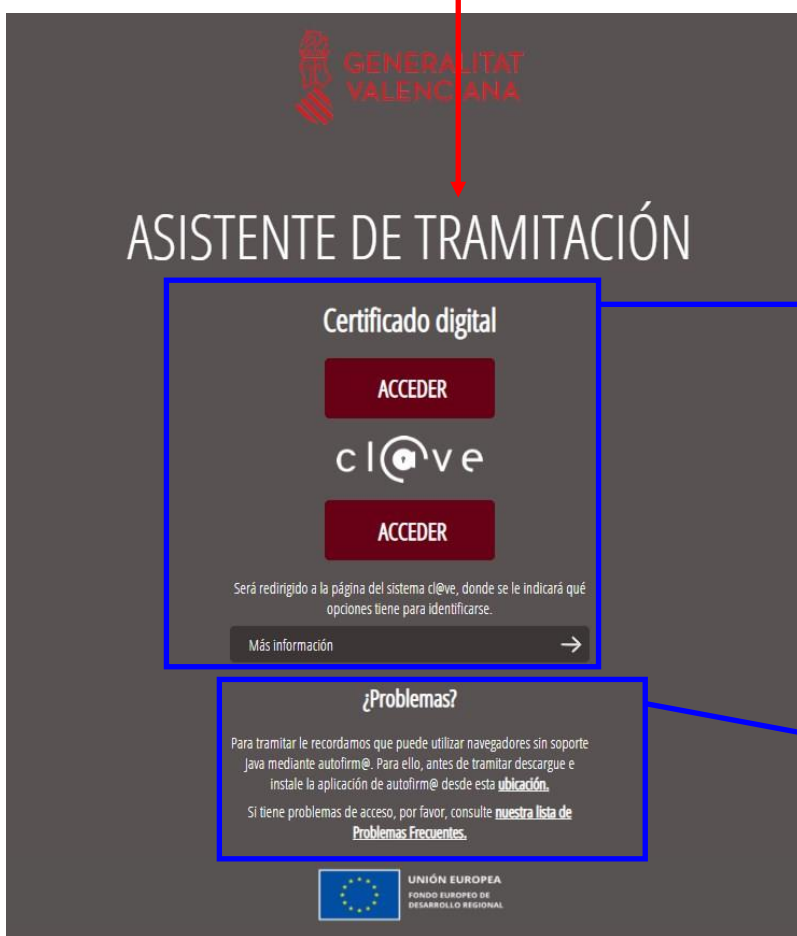 GENERALITAT
VALENCIANA
ASISTENTE DE TRAMITACIÓN
Certificado digital
ACCEDER
cl@ve
ACCEDER
Será redirigido a la página del sistema cl@ve, donde se le indicará qué
opciones tiene para identificarse.
Más información
¿Problemas?
Para tramitar le recordamos que puede utilizar navegadores sin soporte
Java mediante autofirm@. Para ello, antes de tramitar descargue e
instale la aplicación de autofirm@ desde esta ubicación.
Si tiene problemas de acceso, por favor, consulte nuestra lista de
Problemas Frecuentes.
UNIÓN EUROPEA
FONDO EUROPEO DE
DESARROLLO REGIONAL